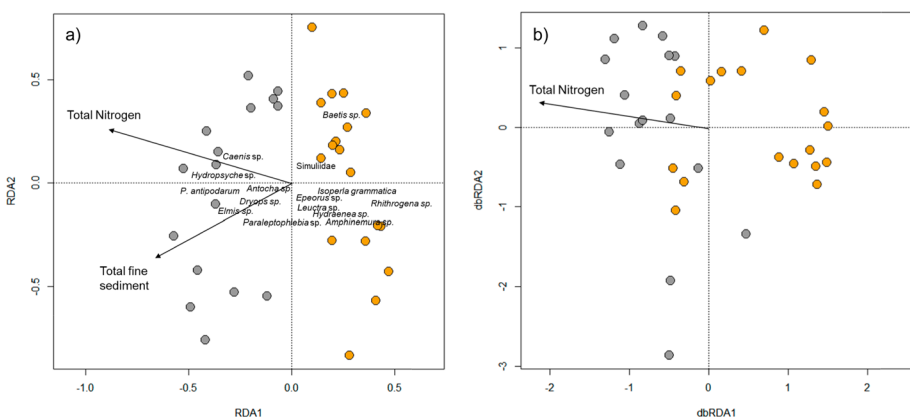 a)
Total Nitrogen
Baetis sp.
Caenis sp.
Simuliidae
Hydropsyche sp.
P. antipodarum
Antocha sp.
Isoperla grammatica
Dryops sp.
Epeorus sp.
Rhithrogena sp.
Elmis sp.
Leuctra sp.
Hydraenea sp.
Paraleptophlebia sp.
Amphinemura sp.
Total fine
sediment
0.5
0.0
-0.5
RDA2
-1.0
-0.5
0.0
0.5
RDA1
b)
Total Nitrogen
2
1
0
-1
-2
-3
dbRDA2
-2
-1
0
1
2
dbRDA1